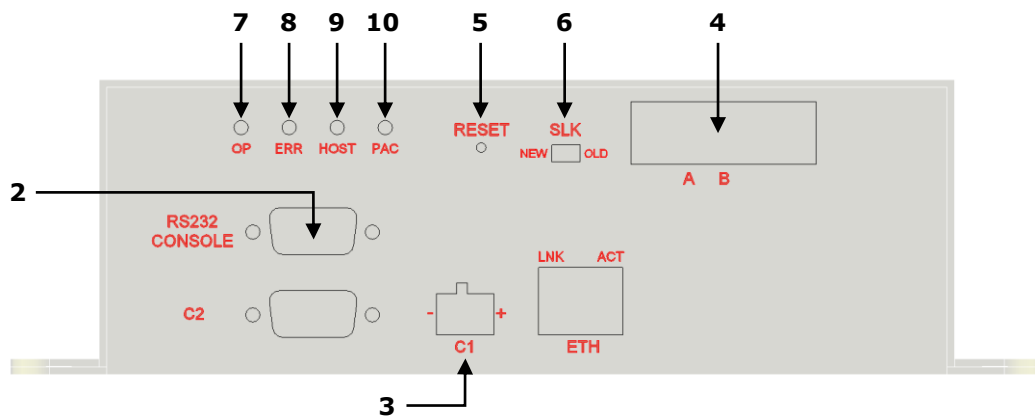 7 8 9 10 5 6 4
RESET SLK
OP ERR HOST PAC
NEW OLD
A B
2
RS232
CONSOLE
LNK ACT
C2
- +
C1 ETH
3